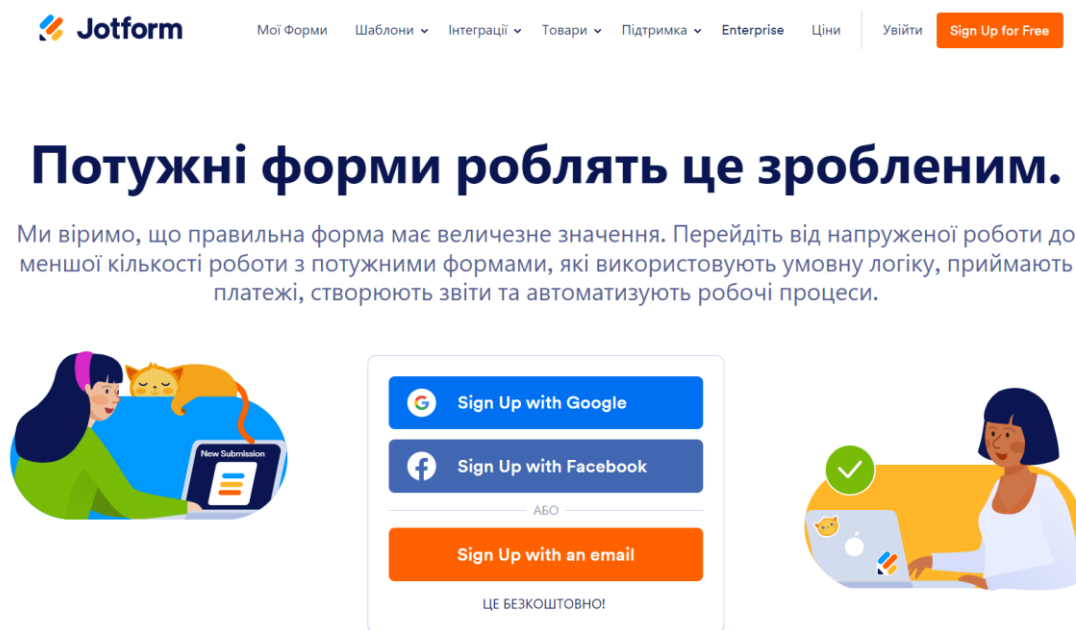 Jotform
Мої Форми Шаблони Інтеграції Товари Підтримка Enterprise Ціни Увійти Sign Up for Free
Потужні форми роблять це зробленим.
Ми віримо, що правильна форма має величезне значення. Перейдіть від напруженої роботи до
меншої кількості роботи з потужними формами, які використовують умовну логіку, приймають
платежі, створюють звіти та автоматизують робочі процеси.
New Submission
Sign Up with Google
Sign Up with Facebook
АБО
Sign Up with an email
ЦЕ БЕЗКОШТОВНО!